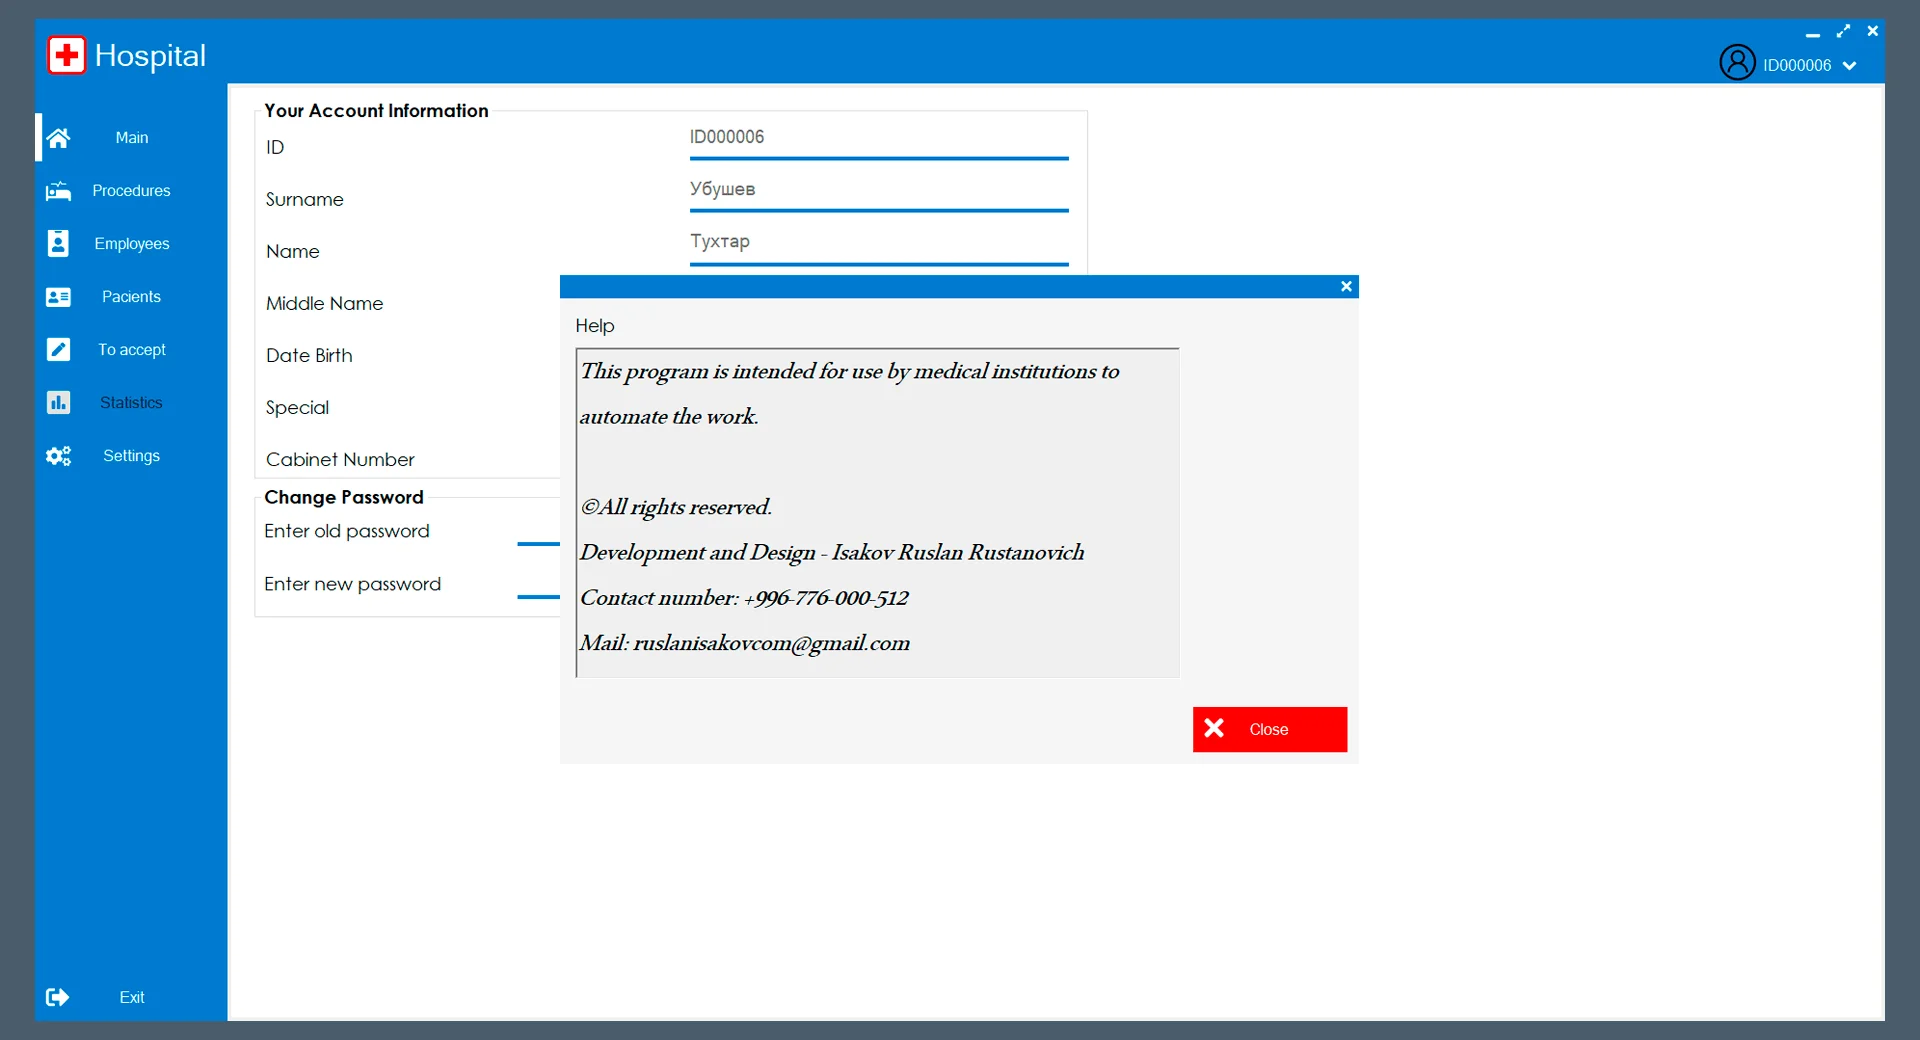 Hospital
ID000006
Main
Procedures
Employees
Pacients
To accept
Statistics
Settings
Exit
Your Account Information
ID
ID000006
Surname
Убушев
Name
Тухтар
Middle Name
Date Birth
Special
Cabinet Number
Change Password
Enter old password
Enter new password
Help
This program is intended for use by medical institutions to
automate the work.
©All rights reserved.
Development and Design - Isakov Ruslan Rustanovich
Contact number: +996-776-000-512
Mail: ruslanisakovcom@gmail.com
Close